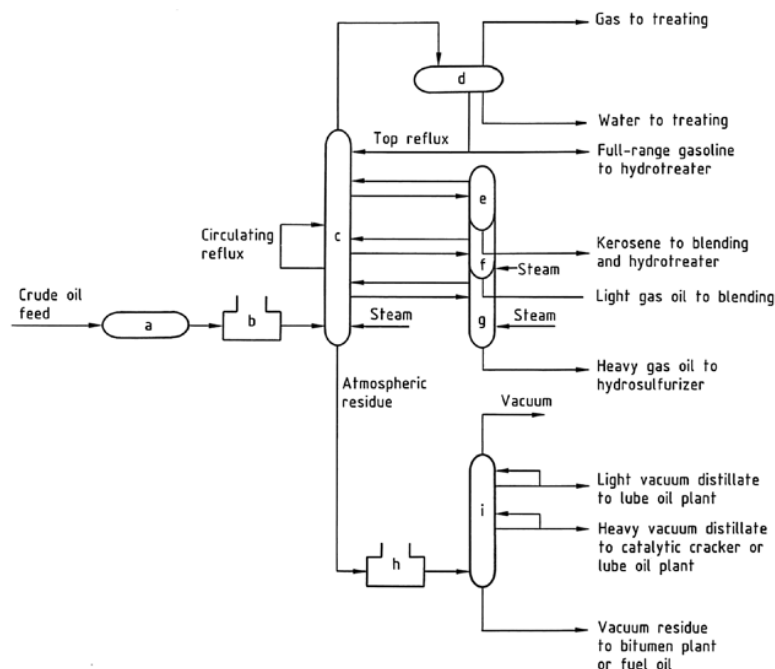 Gas to treating
d
Water to treating
Top reflux
Full-range gasoline
to hydrotreater
e
c
Circulating
reflux
Kerosene to blending
and hydrotreater
f
Steam
Crude oil
feed
Light gas oil to blending
a
b
Steam
g
Steam
Heavy gas oil to
hydrosulfurizer
Atmospheric
residue
Vacuum
Light vacuum distillate
to lube oil plant
i
Heavy vacuum distillate
to catalytic cracker or
lube oil plant
h
Vacuum residue
to bitumen plant
or fuel oil